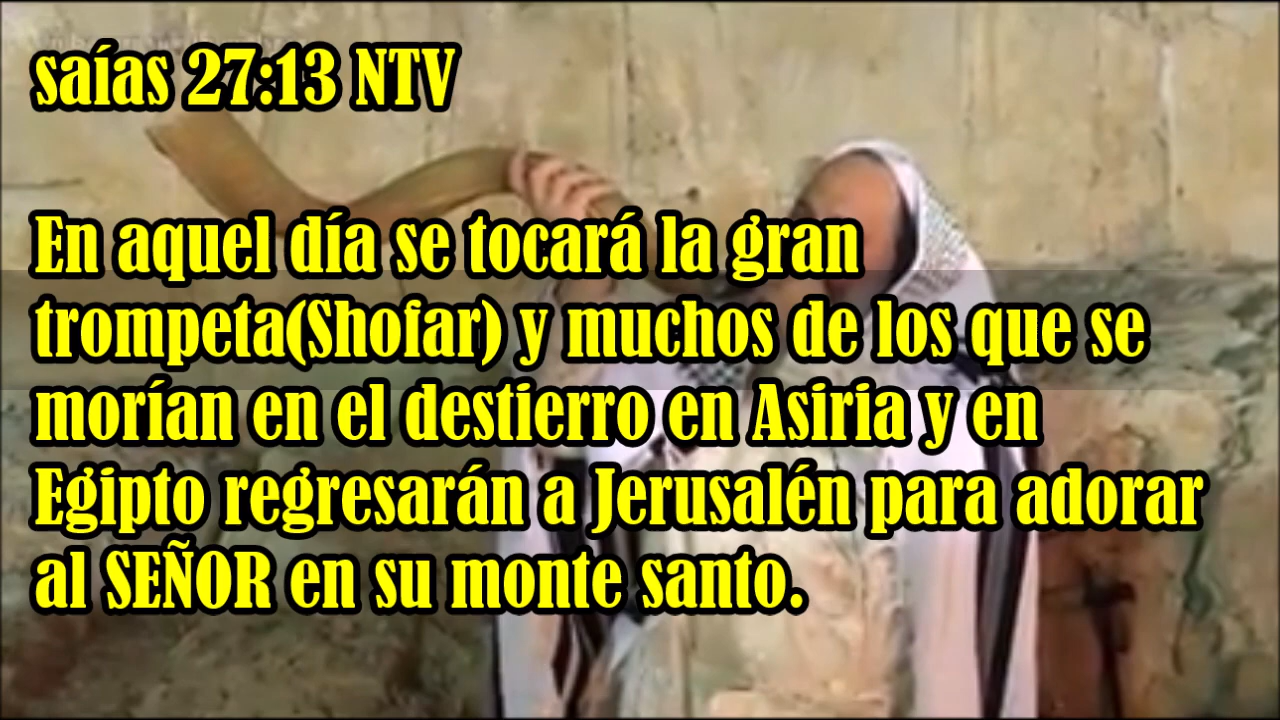 saías 27:13 NTV
En aquel día se tocará la gran
trompeta(Shofar) y muchos de los que se
morían en el destierro en Asiria y en
Egipto regresarán a Jerusalén para adorar
al SEÑOR en su monte santo.